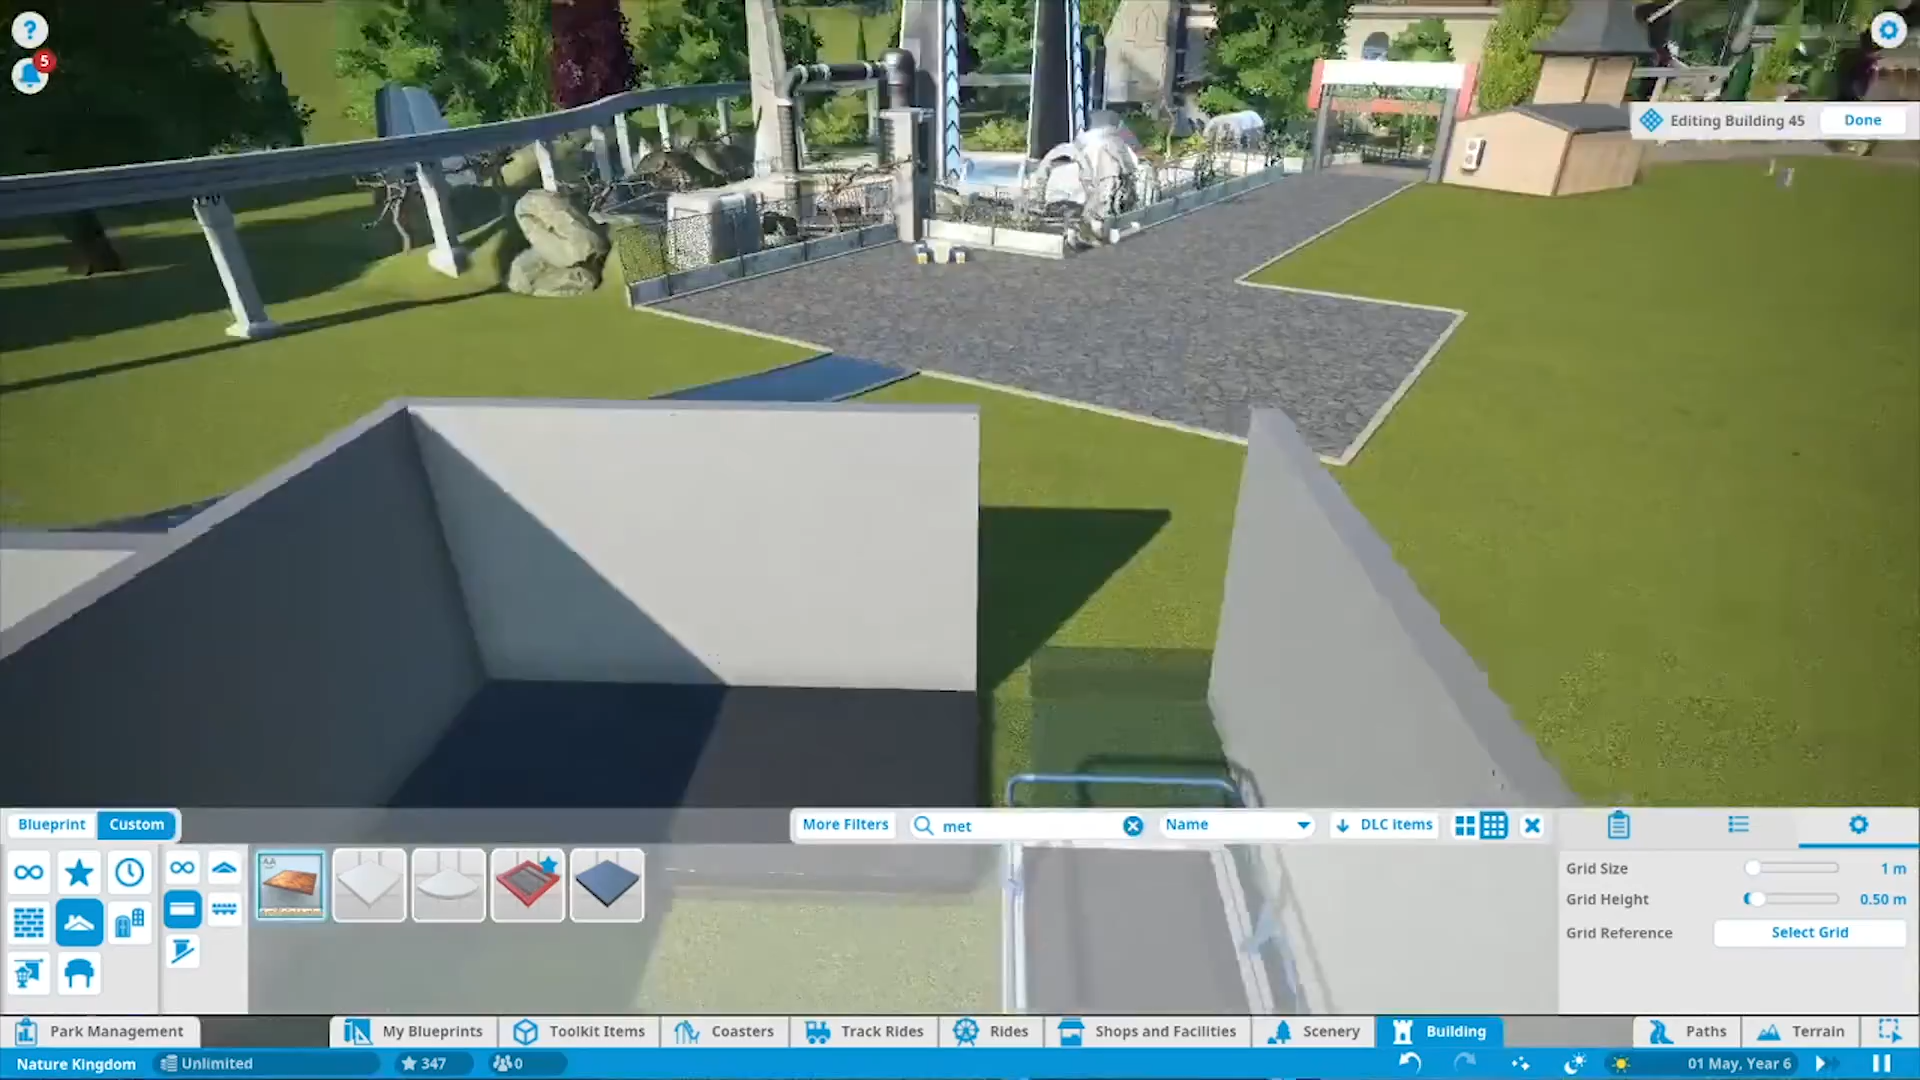 ?
5
Editing Building 45
Done
Blueprint
Custom
More Filters
met
Name
DLC items
Grid Size
1 m
Grid Height
0.50 m
Grid Reference
Select Grid
Park Management
My Blueprints
Toolkit Items
Coasters
Track Rides
Rides
Shops and Facilities
Scenery
Building
Paths
Terrain
Nature Kingdom
Unlimited
347
0
01 May, Year 6